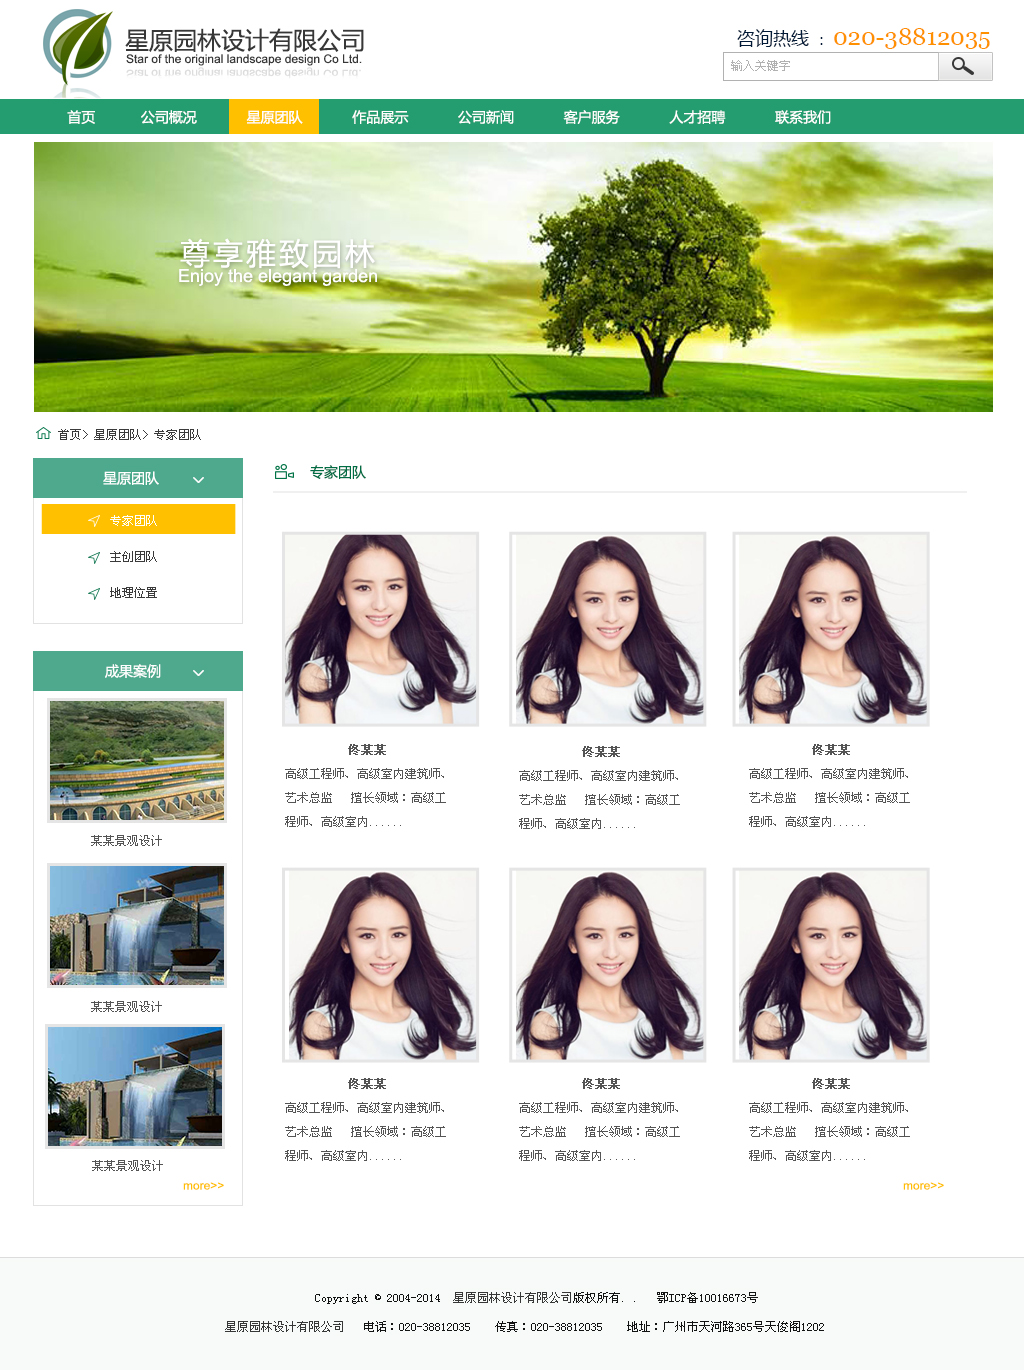 星原园林设计有限公司
Star of the original landscape design Co Ltd.
咨询热线 : 020-38812035
输入关键字
首页 公司概况 星原团队 作品展示 公司新闻 客户服务 人才招聘 联系我们
尊享雅致园林
Enjoy the elegant garden
首页> 星原团队> 专家团队
星原团队
专家团队
主创团队
地理位置
成果案例
某某景观设计
某某景观设计
某某景观设计
more>>
专家团队
佟某某
高级工程师、高级室内建筑师、
艺术总监 擅长领域：高级工
程师、高级室内......
佟某某
高级工程师、高级室内建筑师、
艺术总监 擅长领域：高级工
程师、高级室内......
佟某某
高级工程师、高级室内建筑师、
艺术总监 擅长领域：高级工
程师、高级室内......
佟某某
高级工程师、高级室内建筑师、
艺术总监 擅长领域：高级工
程师、高级室内......
佟某某
高级工程师、高级室内建筑师、
艺术总监 擅长领域：高级工
程师、高级室内......
佟某某
高级工程师、高级室内建筑师、
艺术总监 擅长领域：高级工
程师、高级室内......
more>>
Copyright © 2004-2014 星原园林设计有限公司版权所有. . 鄂ICP备10016673号
星原园林设计有限公司 电话：020-38812035 传真：020-38812035 地址：广州市天河路365号天俊阁1202